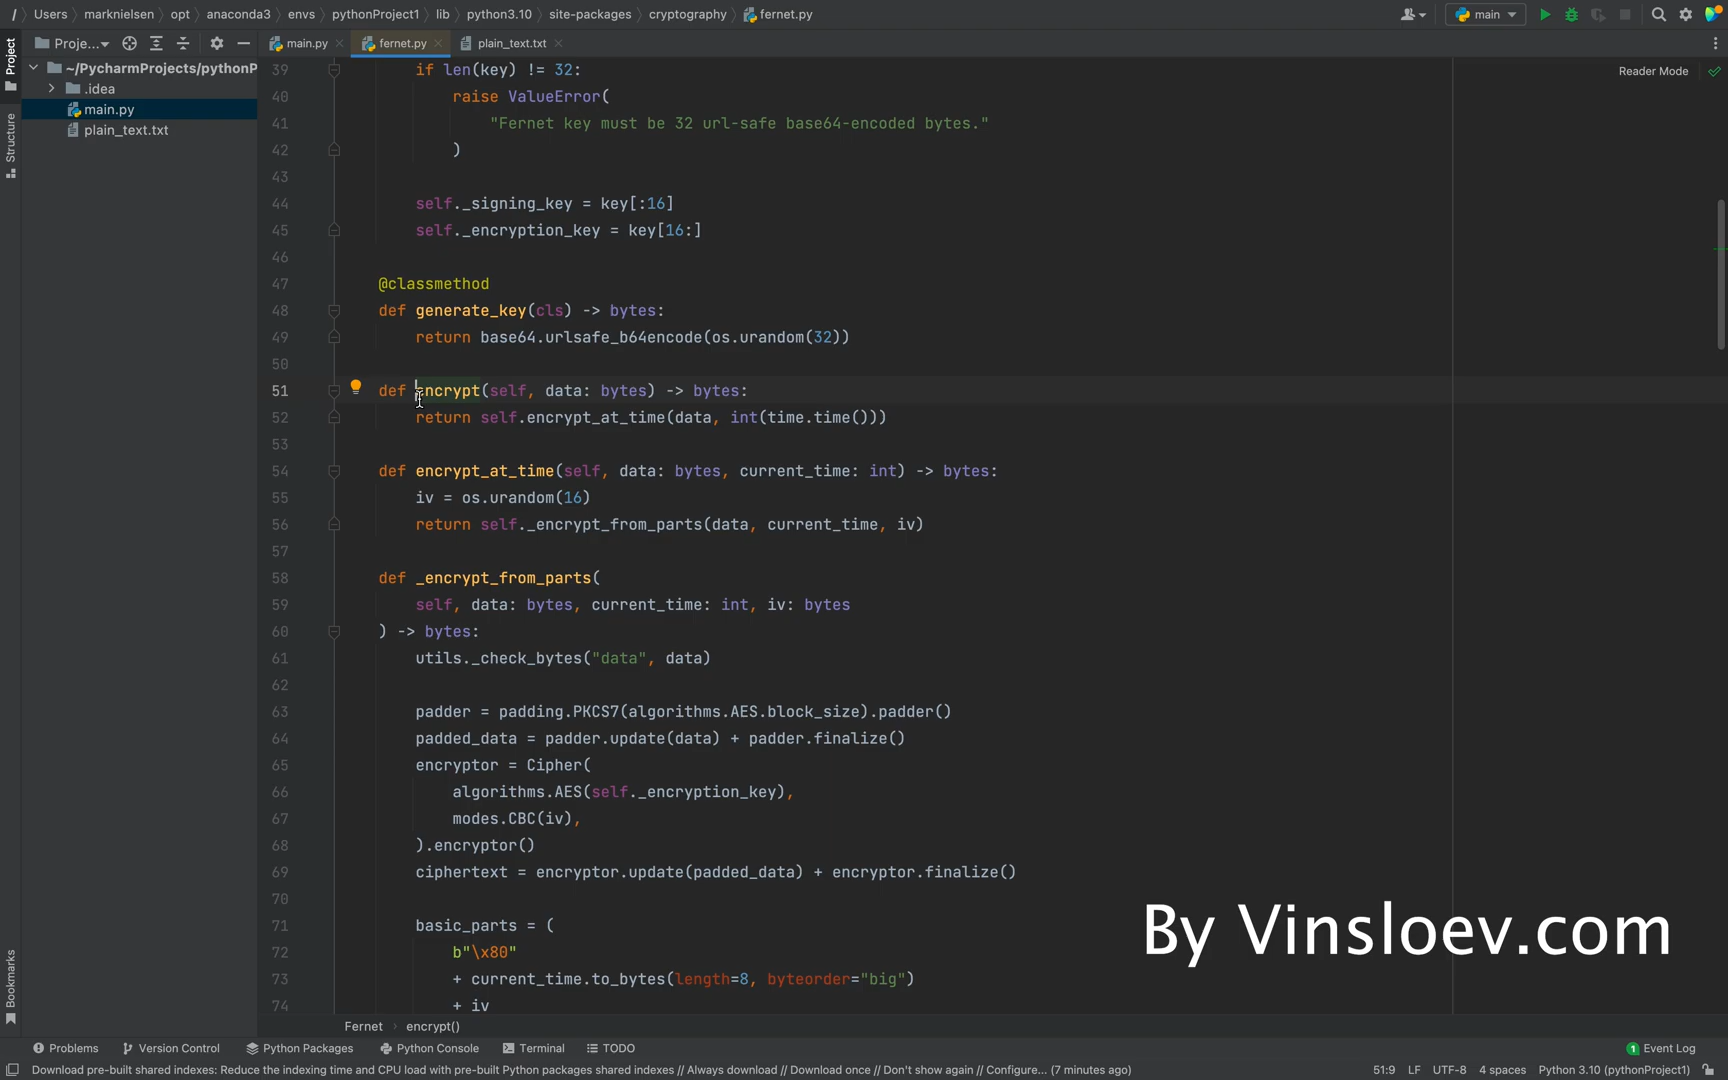 / Users marknielsen opt anaconda3 envs pythonProject1 lib python3.10 site-packages cryptography fernet.py main
Project Proje... main.py fernet.py plain_text.txt
~/PycharmProjects/pythonP
.idea
main.py
plain_text.txt
Structure
Bookmarks
Reader Mode
39 if len(key) != 32:
40 raise ValueError(
41 "Fernet key must be 32 url-safe base64-encoded bytes."
42 )
43
44 self._signing_key = key[:16]
45 self._encryption_key = key[16:]
46
47 @classmethod
48 def generate_key(cls) -> bytes:
49 return base64.urlsafe_b64encode(os.urandom(32))
50
51 def encrypt(self, data: bytes) -> bytes:
52 return self.encrypt_at_time(data, int(time.time()))
53
54 def encrypt_at_time(self, data: bytes, current_time: int) -> bytes:
55 iv = os.urandom(16)
56 return self._encrypt_from_parts(data, current_time, iv)
57
58 def _encrypt_from_parts(
59 self, data: bytes, current_time: int, iv: bytes
60 ) -> bytes:
61 utils._check_bytes("data", data)
62
63 padder = padding.PKCS7(algorithms.AES.block_size).padder()
64 padded_data = padder.update(data) + padder.finalize()
65 encryptor = Cipher(
66 algorithms.AES(self._encryption_key),
67 modes.CBC(iv),
68 ).encryptor()
69 ciphertext = encryptor.update(padded_data) + encryptor.finalize()
70
71 basic_parts = (
72 b"\x80"
73 + current_time.to_bytes(length=8, byteorder="big")
74 + iv
By Vinsloev.com
Fernet encrypt()
Problems Version Control Python Packages Python Console Terminal TODO 1 Event Log
Download pre-built shared indexes: Reduce the indexing time and CPU load with pre-built Python packages shared indexes // Always download // Download once // Don't show again // Configure... (7 minutes ago) 51:9 LF UTF-8 4 spaces Python 3.10 (pythonProject1)